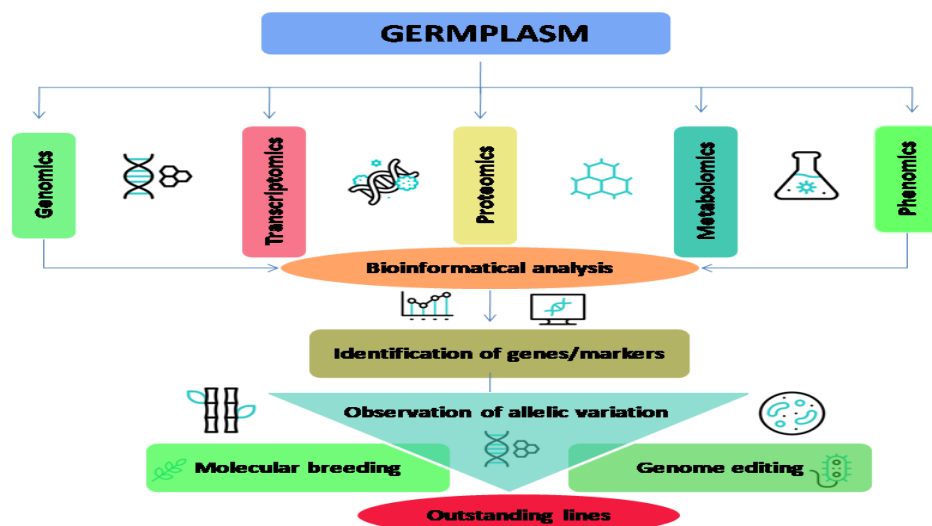 GERMPLASM
Genomics
Transcriptomics
Proteomics
Metabolomics
Phenomics
Bioinformatical analysis
Identification of genes/markers
Observation of allelic variation
Molecular breeding
Genome editing
Outstanding lines